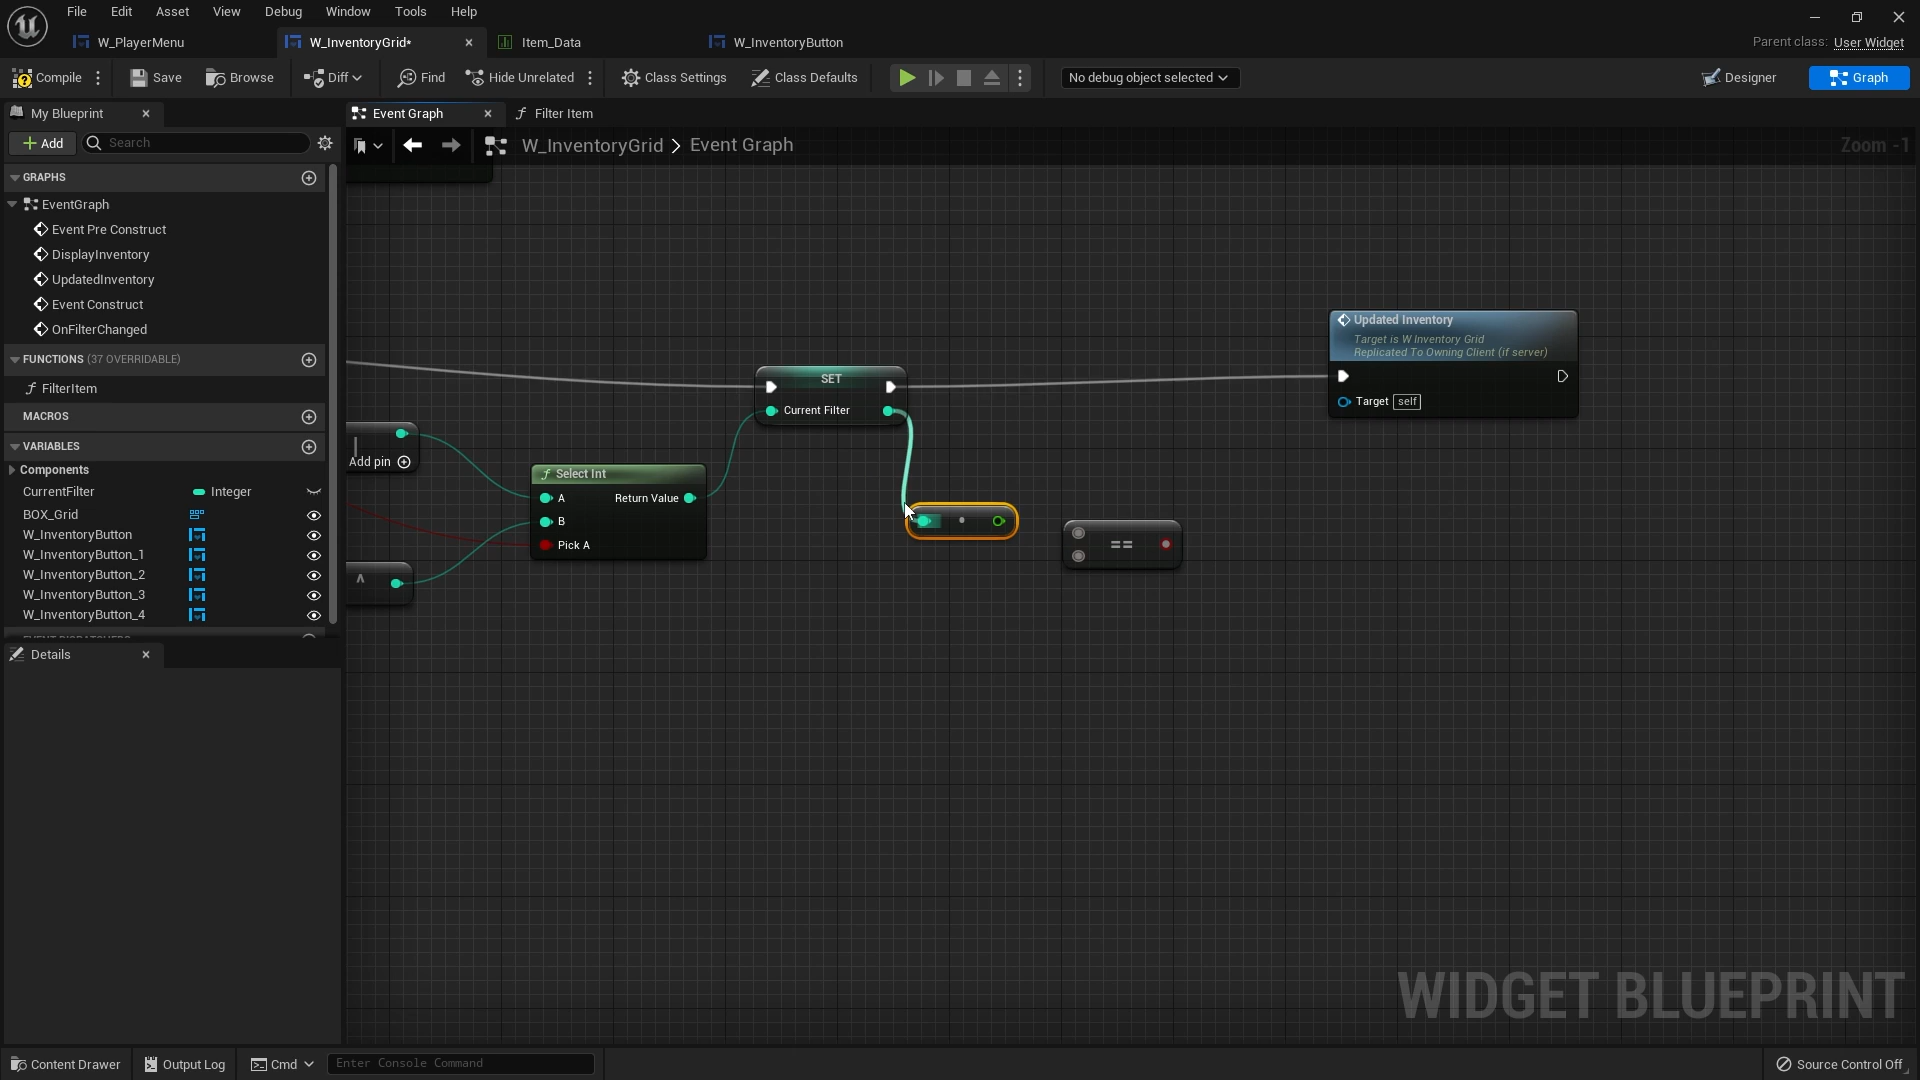 File Edit Asset View Debug Window Tools Help
W_PlayerMenu W_InventoryGrid* Item_Data W_InventoryButton Parent class: User Widget
Compile Save Browse Diff Find Hide Unrelated Class Settings Class Defaults No debug object selected Designer Graph
My Blueprint Event Graph Filter Item
Add Search W_InventoryGrid > Event Graph Zoom -1
GRAPHS
EventGraph
Event Pre Construct
DisplayInventory
UpdatedInventory
Event Construct
OnFilterChanged
FUNCTIONS (37 OVERRIDABLE)
FilterItem
MACROS
VARIABLES
Components
CurrentFilter Integer
BOX_Grid
W_InventoryButton
W_InventoryButton_1
W_InventoryButton_2
W_InventoryButton_3
W_InventoryButton_4
EVENT DISPATCHERS
Details
Updated Inventory
Target is W Inventory Grid
Replicated To Owning Client (if server)
Target self
SET
Current Filter
|
Add pin
Select Int
A Return Value
B
Pick A
^
==
WIDGET BLUEPRINT
Content Drawer Output Log Cmd Enter Console Command Source Control Off